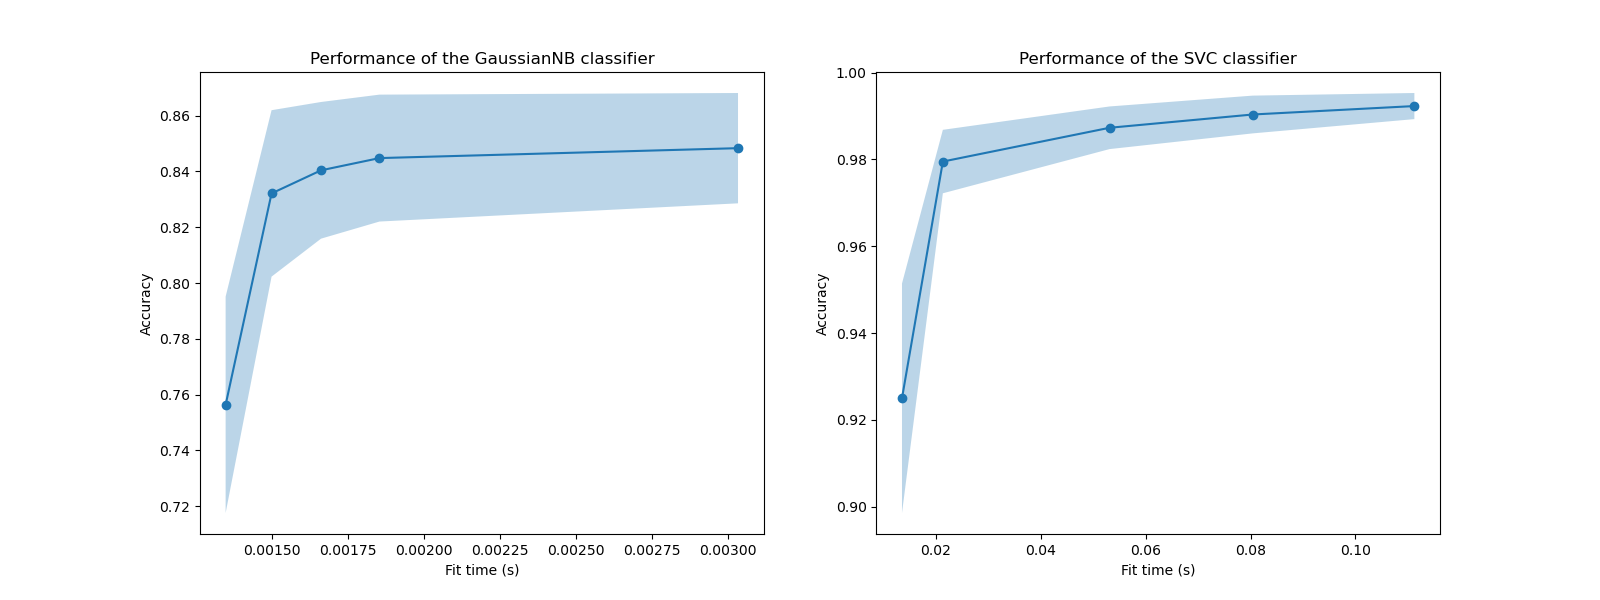 Performance of the GaussianNB classifier
Accuracy
0.86
0.84
0.82
0.80
0.78
0.76
0.74
0.72
0.00150 0.00175 0.00200 0.00225 0.00250 0.00275 0.00300
Fit time (s)
Performance of the SVC classifier
Accuracy
1.00
0.98
0.96
0.94
0.92
0.90
0.02 0.04 0.06 0.08 0.10
Fit time (s)